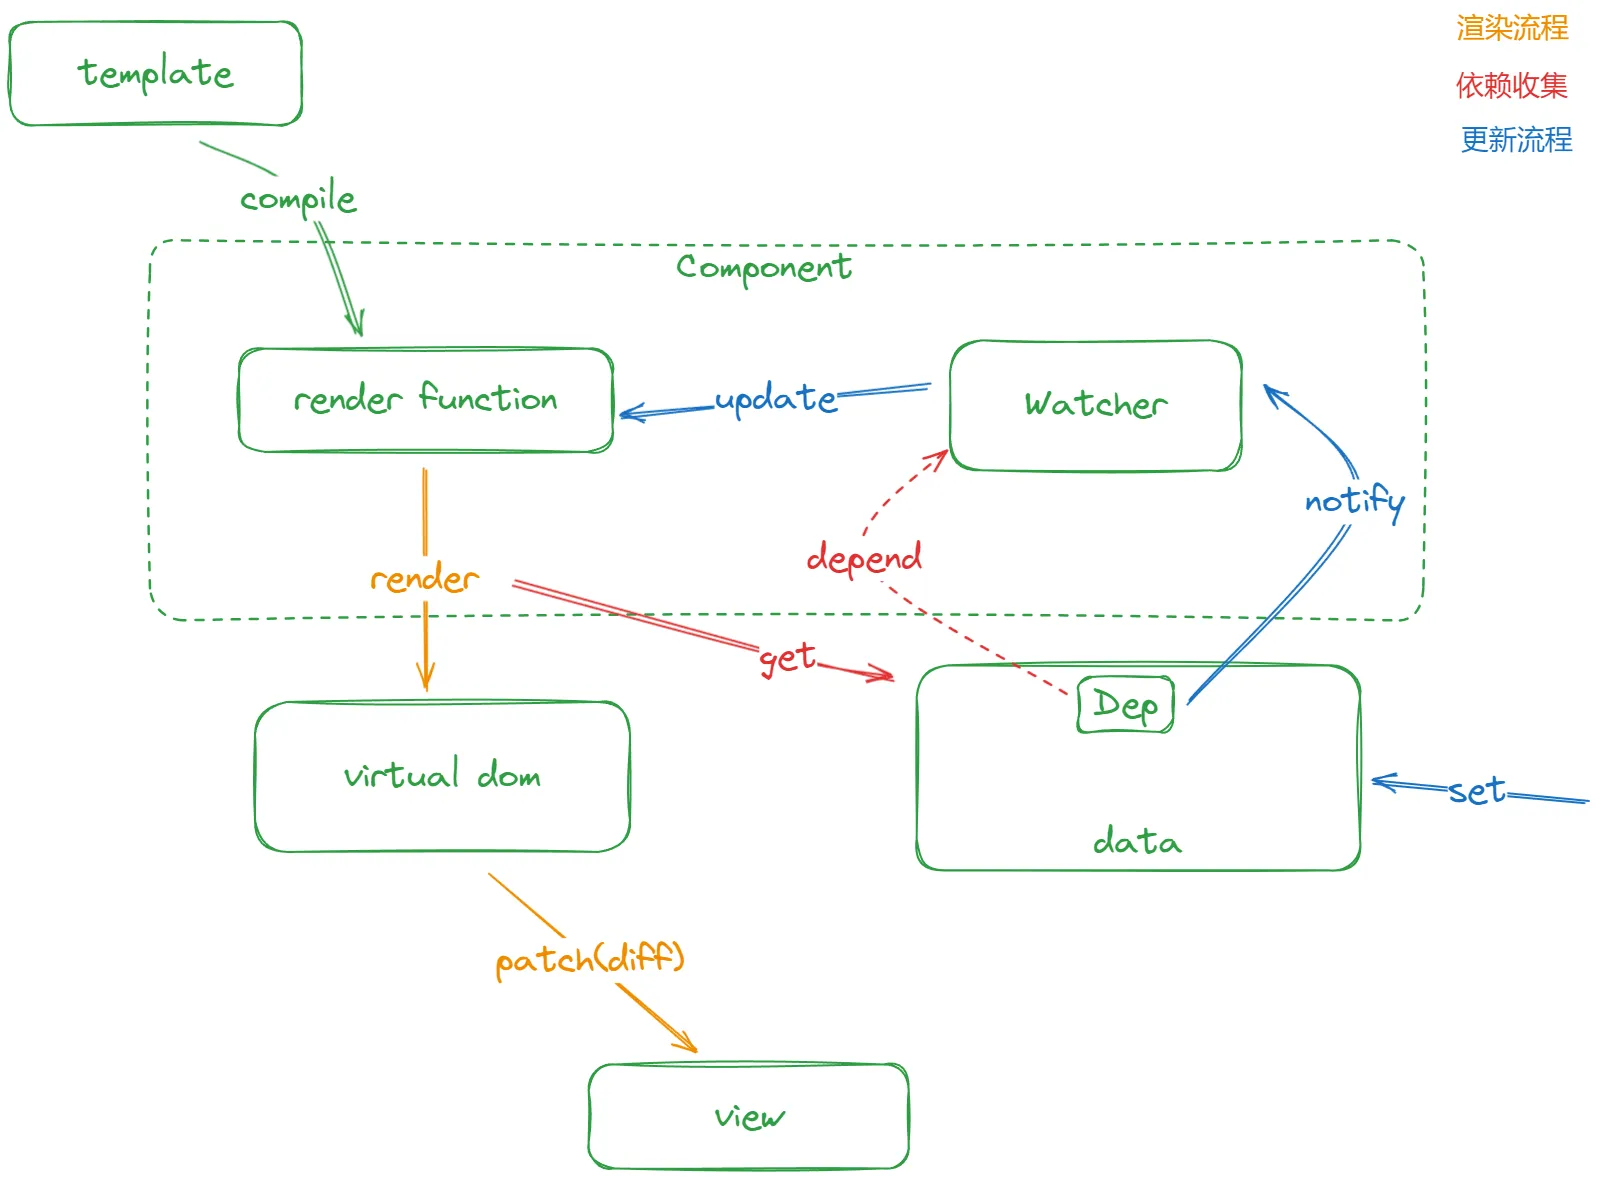 template
渲染流程
依赖收集
更新流程
compile
Component
render function
update
Watcher
notify
depend
render
get
Dep
virtual dom
set
data
patch(diff)
view